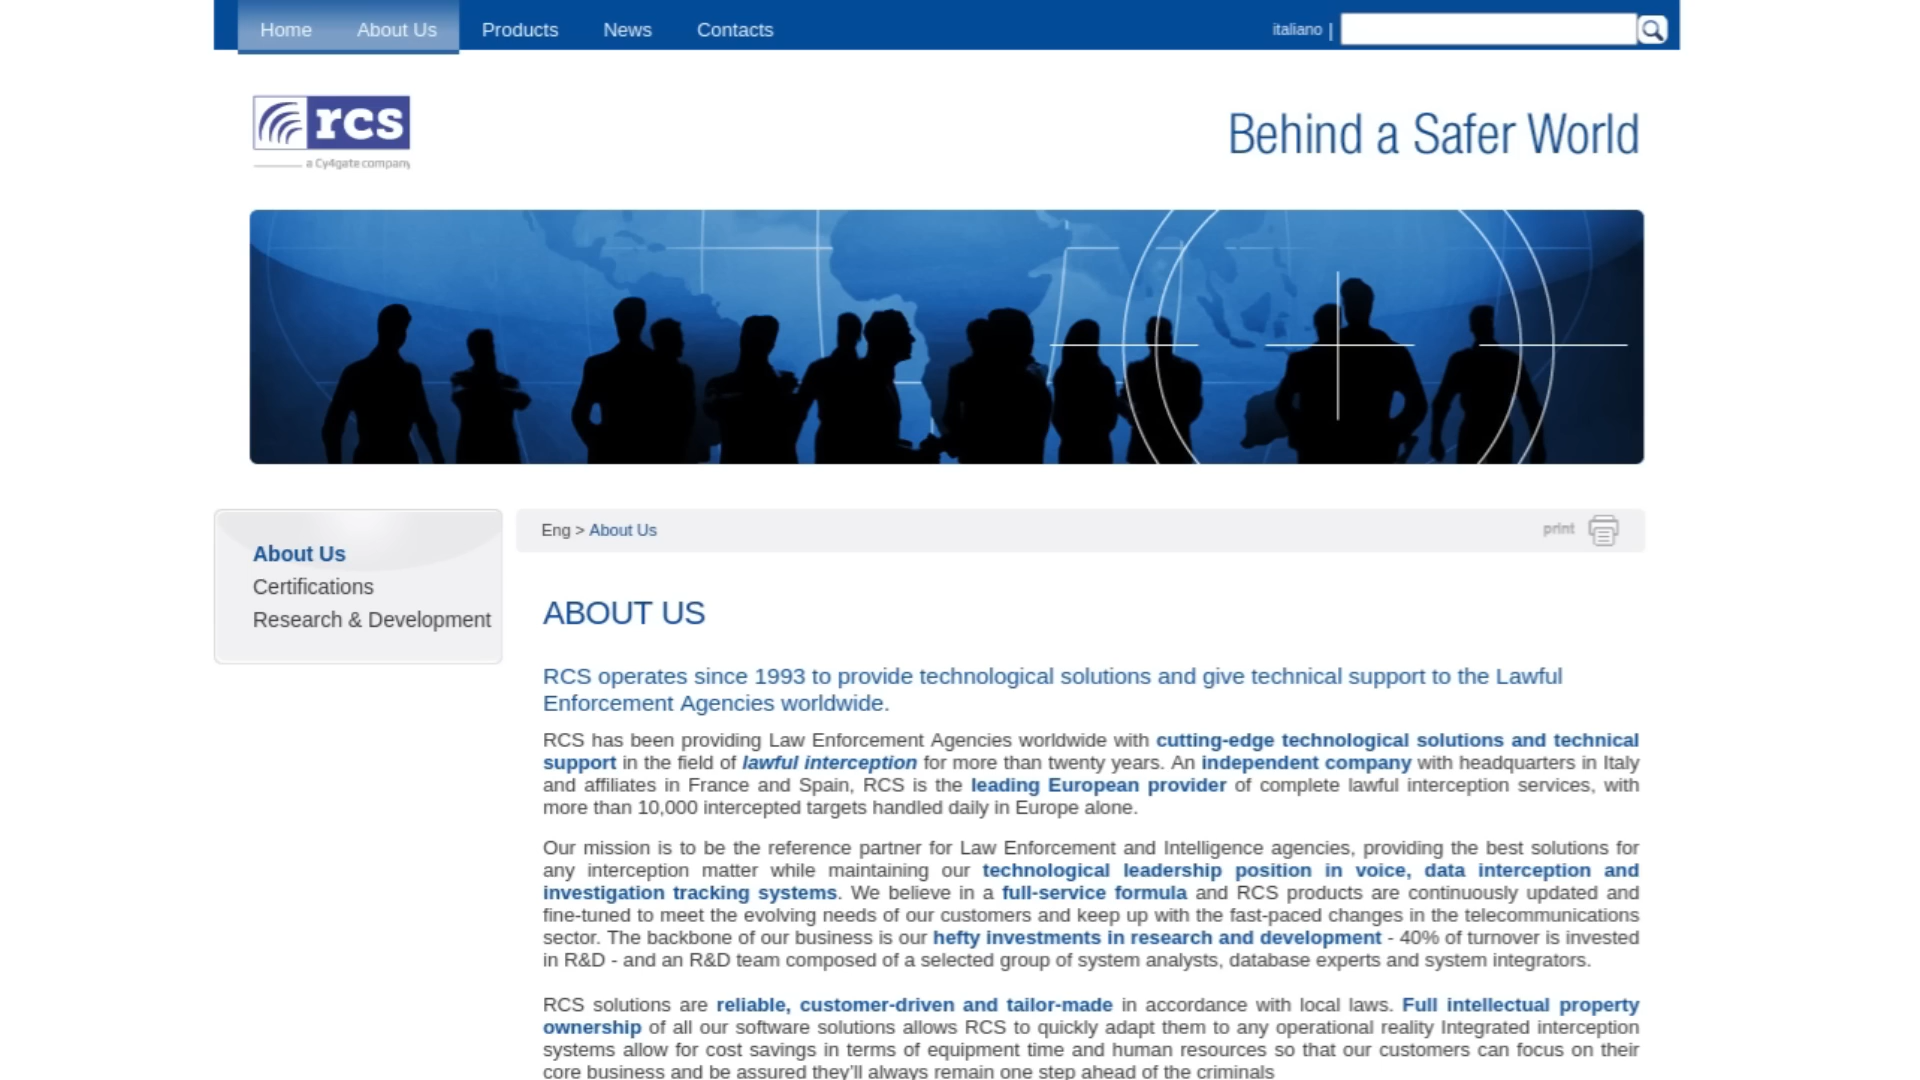 Home About Us Products News Contacts italiano |
rcs
a Cy4gate company
Behind a Safer World
About Us
Certifications
Research & Development
Eng > About Us print
ABOUT US
RCS operates since 1993 to provide technological solutions and give technical support to the Lawful
Enforcement Agencies worldwide.
RCS has been providing Law Enforcement Agencies worldwide with cutting-edge technological solutions and technical
support in the field of lawful interception for more than twenty years. An independent company with headquarters in Italy
and affiliates in France and Spain, RCS is the leading European provider of complete lawful interception services, with
more than 10,000 intercepted targets handled daily in Europe alone.
Our mission is to be the reference partner for Law Enforcement and Intelligence agencies, providing the best solutions for
any interception matter while maintaining our technological leadership position in voice, data interception and
investigation tracking systems. We believe in a full-service formula and RCS products are continuously updated and
fine-tuned to meet the evolving needs of our customers and keep up with the fast-paced changes in the telecommunications
sector. The backbone of our business is our hefty investments in research and development - 40% of turnover is invested
in R&D - and an R&D team composed of a selected group of system analysts, database experts and system integrators.
RCS solutions are reliable, customer-driven and tailor-made in accordance with local laws. Full intellectual property
ownership of all our software solutions allows RCS to quickly adapt them to any operational reality Integrated interception
systems allow for cost savings in terms of equipment time and human resources so that our customers can focus on their
core business and be assured they'll always remain one step ahead of the criminals